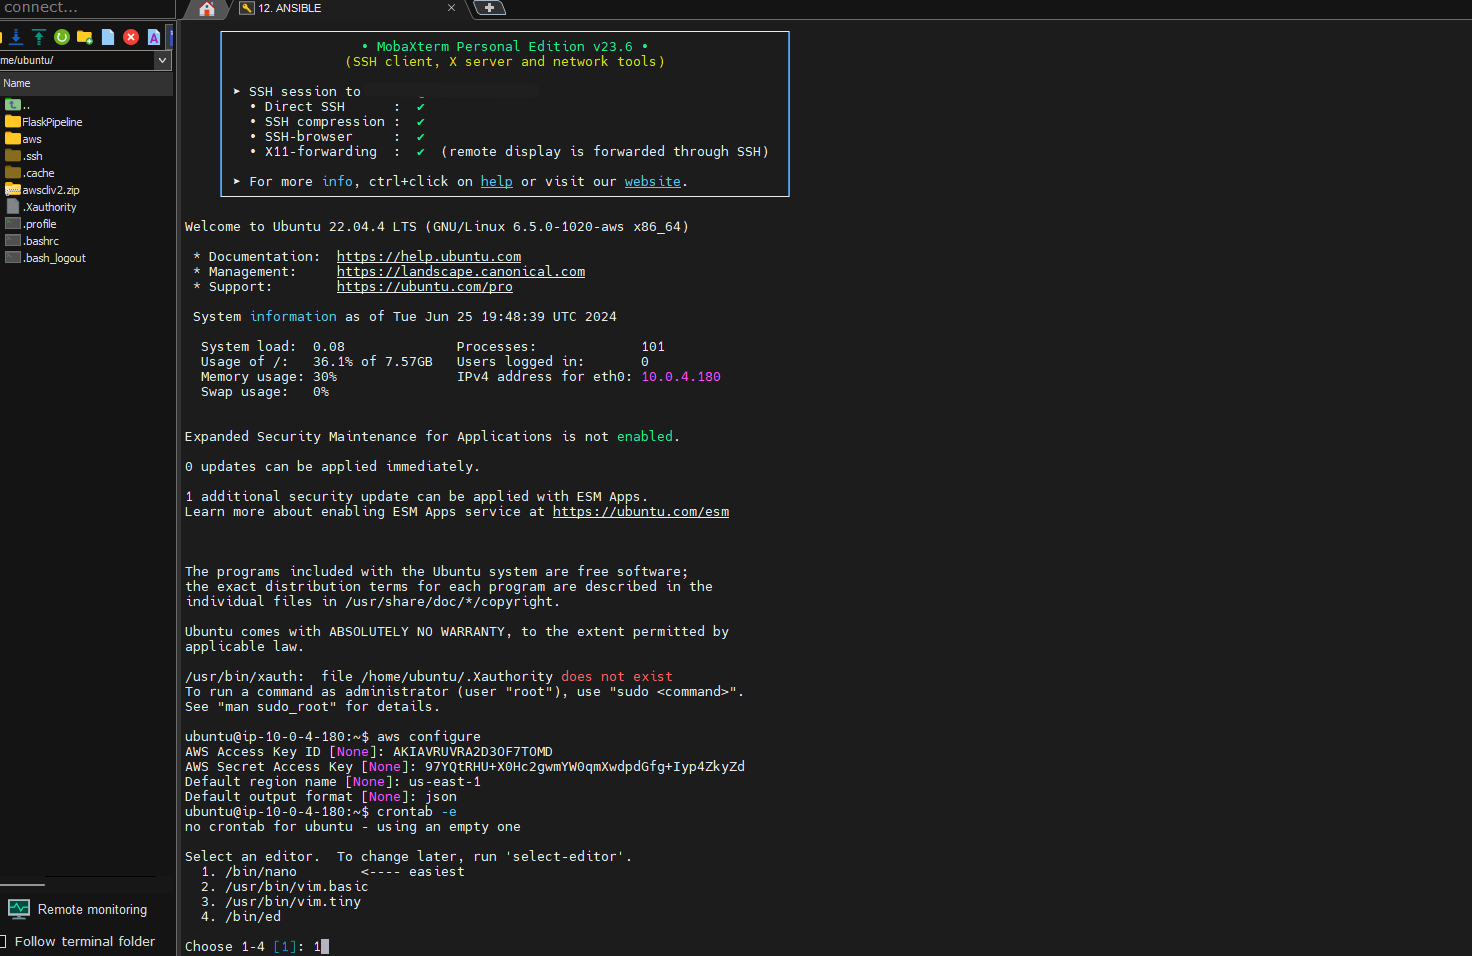 connect...
12. ANSIBLE
me/ubuntu/
Name
..
FlaskPipeline
aws
.ssh
.cache
awscliv2.zip
.Xauthority
.profile
.bashrc
.bash_logout
Remote monitoring
Follow terminal folder
• MobaXterm Personal Edition v23.6 •
(SSH client, X server and network tools)
➤ SSH session to
• Direct SSH : ✔
• SSH compression : ✔
• SSH-browser : ✔
• X11-forwarding : ✔ (remote display is forwarded through SSH)
➤ For more info, ctrl+click on help or visit our website.
Welcome to Ubuntu 22.04.4 LTS (GNU/Linux 6.5.0-1020-aws x86_64)
* Documentation: https://help.ubuntu.com
* Management: https://landscape.canonical.com
* Support: https://ubuntu.com/pro
System information as of Tue Jun 25 19:48:39 UTC 2024
System load: 0.08 Processes: 101
Usage of /: 36.1% of 7.57GB Users logged in: 0
Memory usage: 30% IPv4 address for eth0: 10.0.4.180
Swap usage: 0%
Expanded Security Maintenance for Applications is not enabled.
0 updates can be applied immediately.
1 additional security update can be applied with ESM Apps.
Learn more about enabling ESM Apps service at https://ubuntu.com/esm
The programs included with the Ubuntu system are free software;
the exact distribution terms for each program are described in the
individual files in /usr/share/doc/*/copyright.
Ubuntu comes with ABSOLUTELY NO WARRANTY, to the extent permitted by
applicable law.
/usr/bin/xauth: file /home/ubuntu/.Xauthority does not exist
To run a command as administrator (user "root"), use "sudo <command>".
See "man sudo_root" for details.
ubuntu@ip-10-0-4-180:~$ aws configure
AWS Access Key ID [None]: AKIAVRUVRA2D3OF7TOMD
AWS Secret Access Key [None]: 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
Default region name [None]: us-east-1
Default output format [None]: json
ubuntu@ip-10-0-4-180:~$ crontab -e
no crontab for ubuntu - using an empty one
Select an editor. To change later, run 'select-editor'.
1. /bin/nano <---- easiest
2. /usr/bin/vim.basic
3. /usr/bin/vim.tiny
4. /bin/ed
Choose 1-4 [1]: 1